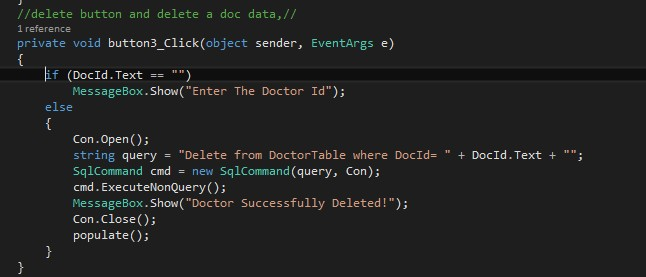 }
//delete button and delete a doc data,//
1 reference
private void button3_Click(object sender, EventArgs e)
{
if (DocId.Text == "")
MessageBox.Show("Enter The Doctor Id");
else
{
Con.Open();
string query = "Delete from DoctorTable where DocId= " + DocId.Text + "";
SqlCommand cmd = new SqlCommand(query, Con);
cmd.ExecuteNonQuery();
MessageBox.Show("Doctor Successfully Deleted!");
Con.Close();
populate();
}
}